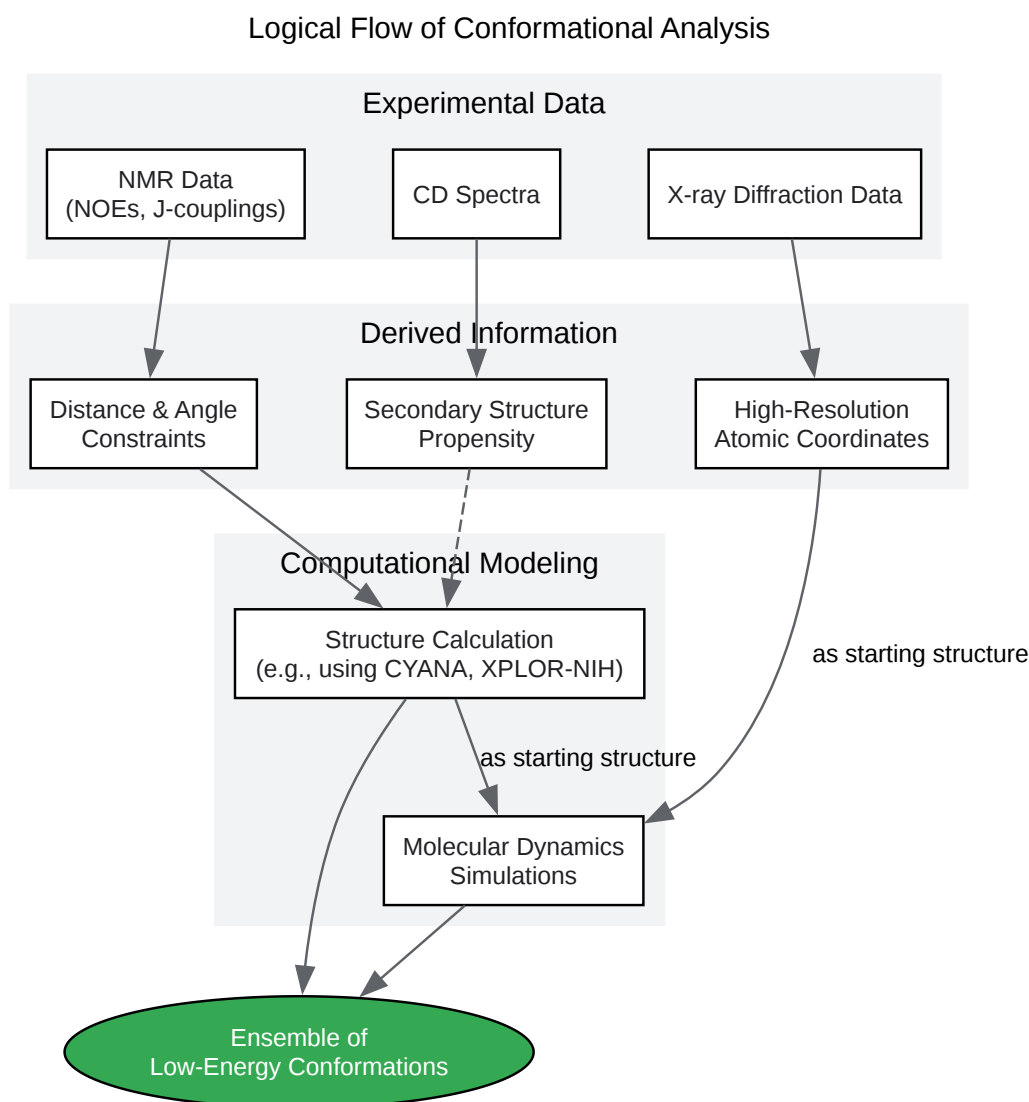 Logical Flow of Conformational Analysis
Experimental Data
NMR Data
(NOEs, J-couplings)
CD Spectra
X-ray Diffraction Data
Derived Information
Distance & Angle
Constraints
Secondary Structure
Propensity
High-Resolution
Atomic Coordinates
Computational Modeling
Structure Calculation
(e.g., using CYANA, XPLOR-NIH)
as starting structure
as starting structure
Molecular Dynamics
Simulations
Ensemble of
Low-Energy Conformations